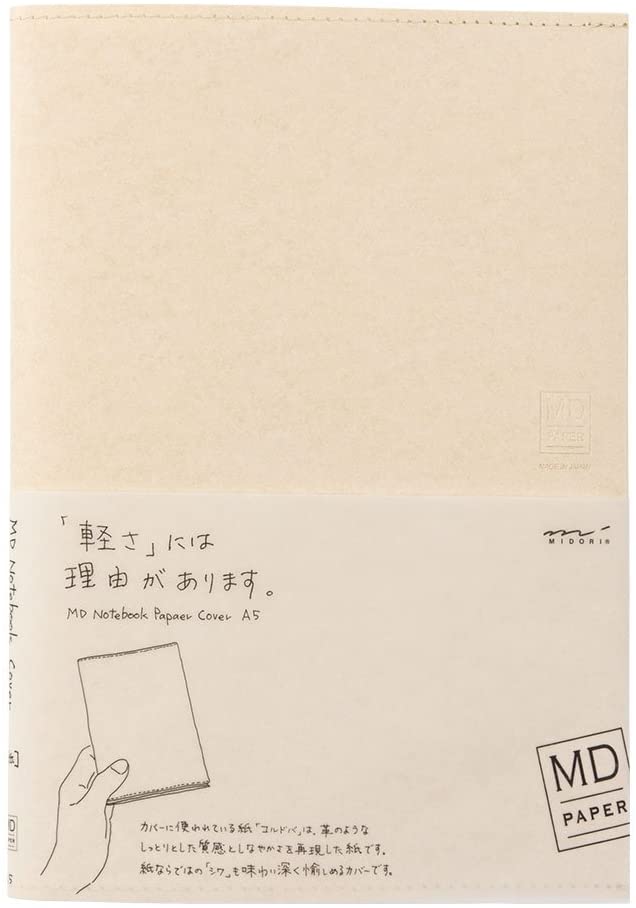 MD
PAPER
MADE IN JAPAN
「軽さ」には
理由があります。
MD Notebook Papaer Cover A5
MIDORI®
MD Notebook Cover
紙]
MD
5
MD
PAPER
カバーに使われている紙「コルドバ」は、革のような
しっとりとした質感としなやかさを再現した紙です。
紙ならではの「シワ」も味わい深く愉しめるカバーです。